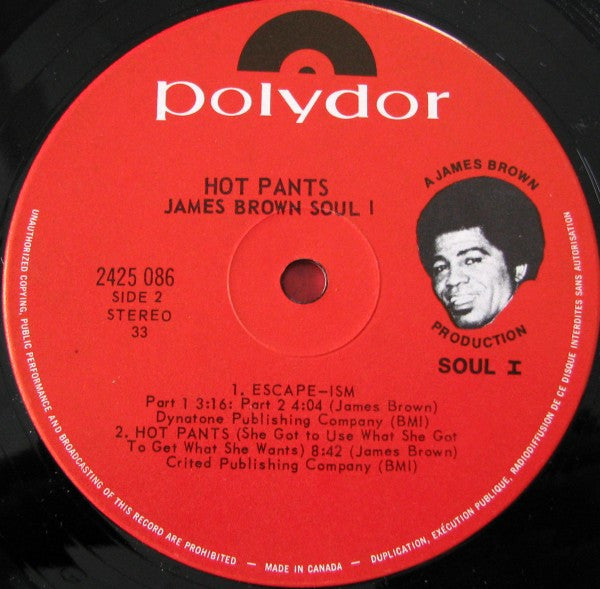 polydor
HOT PANTS
JAMES BROWN SOUL I
A JAMES BROWN
PRODUCTION
SOUL I
2425 086
SIDE 2
STEREO
33
1. ESCAPE-ISM
Part 1 3:16: Part 2 4:04 (James Brown)
Dynatone Publishing Company (BMI)
2. HOT PANTS (She Got to Use What She Got
To Get What She Wants) 8:42 (James Brown)
Crited Publishing Company (BMI)
UNAUTHORIZED COPYING, PUBLIC PERFORMANCE AND BROADCASTING OF THIS RECORD ARE PROHIBITED - MADE IN CANADA - DUPLICATION, EXÉCUTION PUBLIQUE, RADIODIFFUSION DE CE DISQUE INTERDITES SANS AUTORISATION